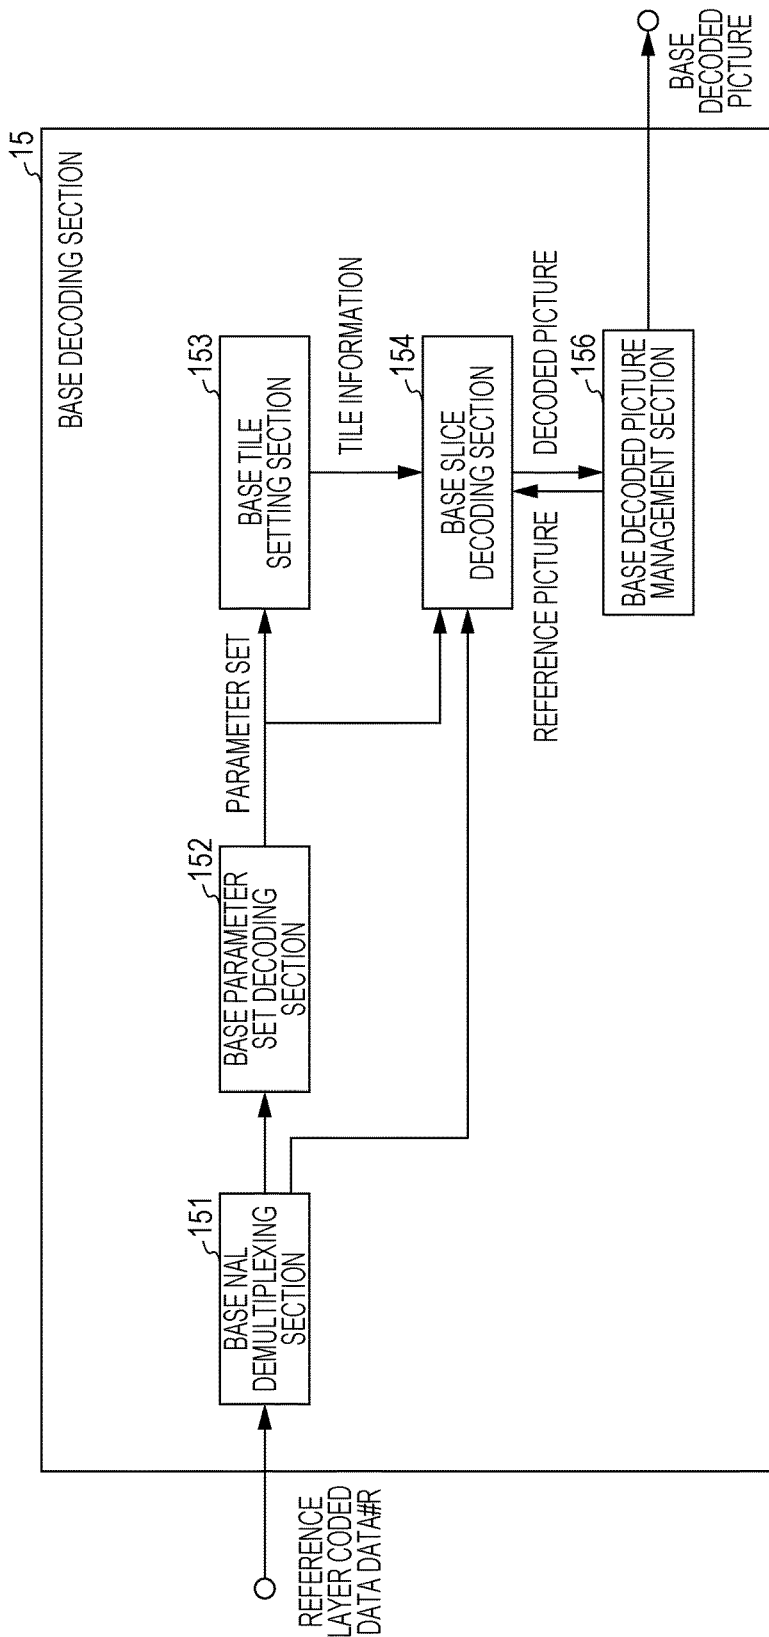 15
BASE DECODING SECTION
REFERENCE
LAYER CODED
DATA DATA#R
151
BASE NAL
DEMULTIPLEXING
SECTION
152
BASE PARAMETER
SET DECODING
SECTION
PARAMETER SET
153
BASE TILE
SETTING SECTION
TILE INFORMATION
154
BASE SLICE
DECODING SECTION
REFERENCE PICTURE
DECODED PICTURE
156
BASE DECODED PICTURE
MANAGEMENT SECTION
BASE
DECODED
PICTURE